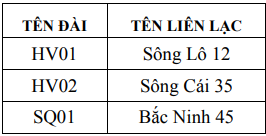 TÊN ĐÀI TÊN LIÊN LẠC
HV01 Sông Lô 12
HV02 Sông Cái 35
SQ01 Bắc Ninh 45